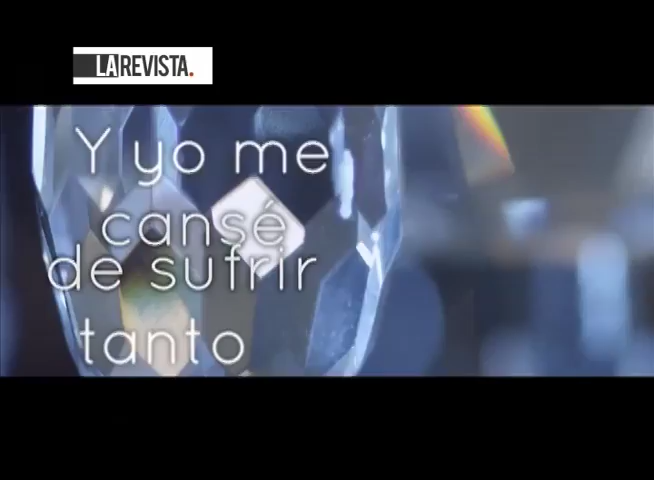 LAREVISTA.
Y yo me
cansé
de sufrir
tanto